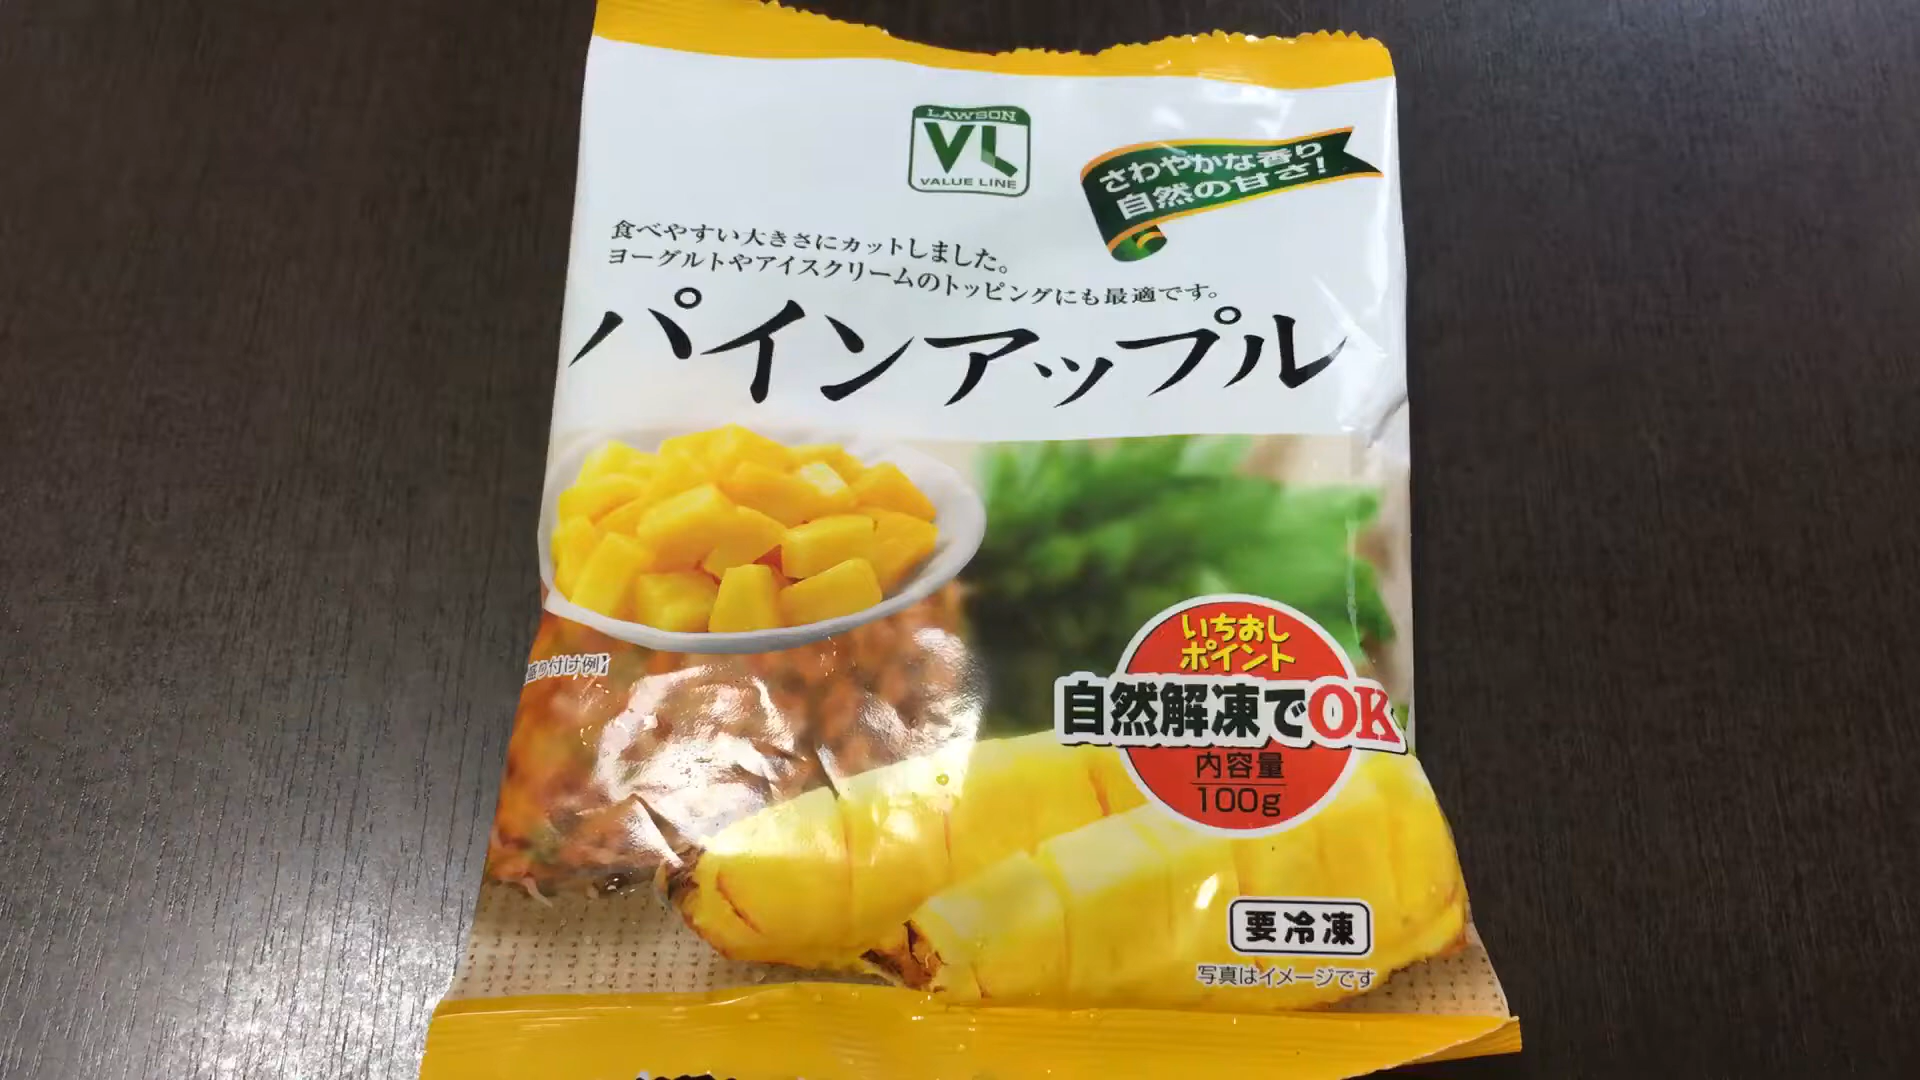 LAWSON
VL
VALUE LINE
さわやかな香り
自然の甘さ!
食べやすい大きさにカットしました。
ヨーグルトやアイスクリームのトッピングにも最適です。
パインアップル
盛り付け例】
いちおし
ポイント
自然解凍でOK
内容量
100g
要冷凍
写真はイメージです